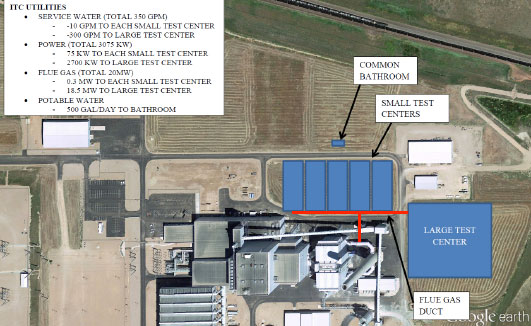 ITC UTILITIES
• SERVICE WATER (TOTAL 350 GPM)
- -10 GPM TO EACH SMALL TEST CENTER
- -300 GPM TO LARGE TEST CENTER
• POWER (TOTAL 3075 KW)
- 75 KW TO EACH SMALL TEST CENTER
- 2700 KW TO LARGE TEST CENTER
• FLUE GAS (TOTAL 20MW)
- 0.3 MW TO EACH SMALL TEST CENTER
- 18.5 MW TO LARGE TEST CENTER
• POTABLE WATER
- 500 GAL/DAY TO BATHROOM
COMMON
BATHROOM
SMALL TEST
CENTERS
LARGE TEST
CENTER
FLUE GAS
DUCT
Google earth